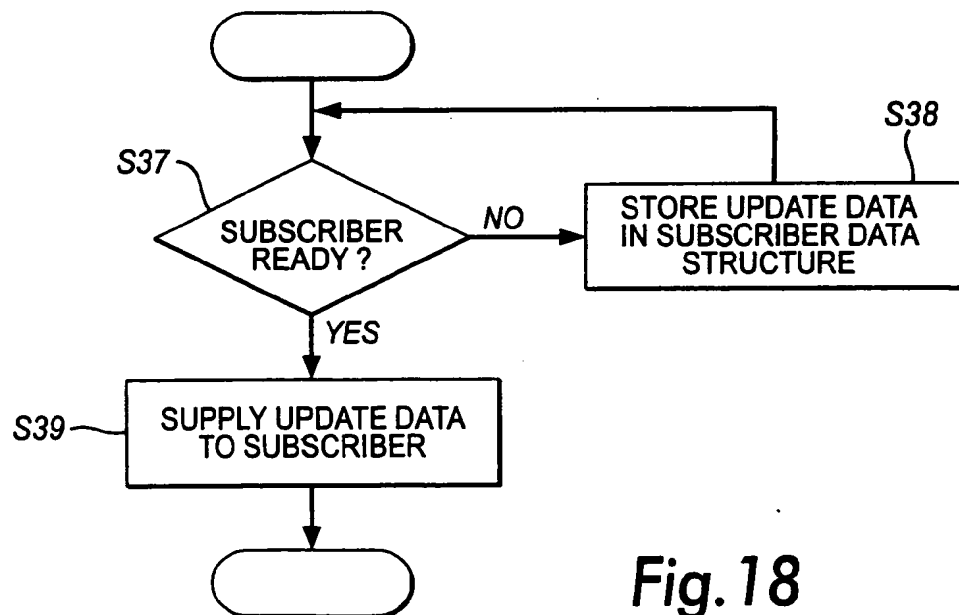 S38
S37
SUBSCRIBER
READY ?
NO
STORE UPDATE DATA
IN SUBSCRIBER DATA
STRUCTURE
YES
S39
SUPPLY UPDATE DATA
TO SUBSCRIBER
Fig.18